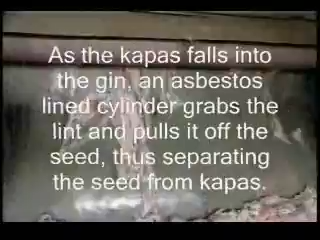 As the kapas falls into
the gin, an asbestos
lined cylinder grabs the
lint and pulls it off the
seed, thus separating
the seed from kapas.